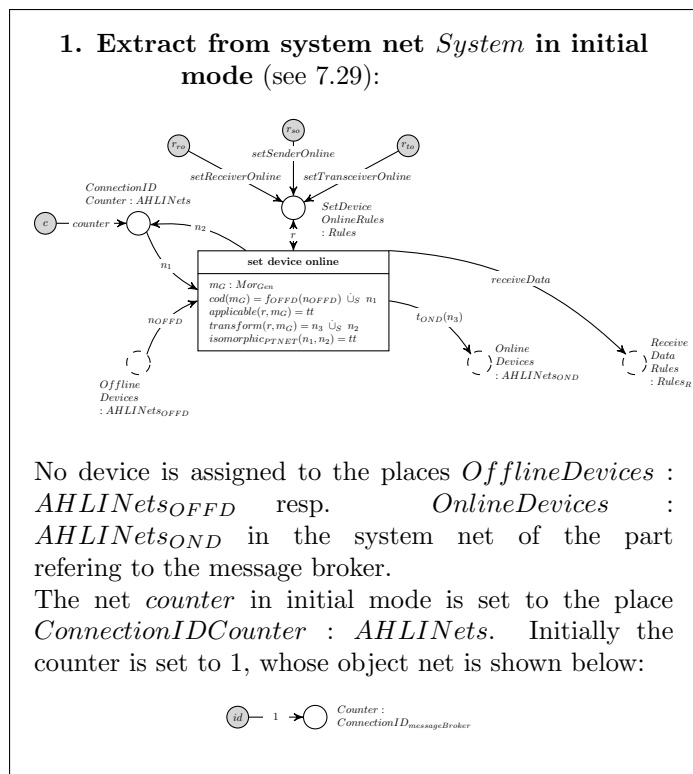 1. Extract from system net System in initial
mode (see 7.29):
r_so
r_ro
r_ta
setSenderOnline
setReceiverOnline
setTransceiverOnline
ConnectionID
Counter : AHLINets
SetDevice
OnlineRules
: Rules
c
counter
n_2
r
n_1
set device online
m_G : Mor_Gen
cod(m_G) = f_OFFD(n_OFFD) ∪̇_S n_1
applicable(r, m_G) = tt
transform(r, m_G) = n_3 ∪̇_S n_2
isomorphic_PTNET(n_1, n_2) = tt
receiveData
n_OFFD
t_OND(n_3)
Offline
Devices
: AHLINets_OFFD
Online
Devices
: AHLINets_OND
Receive
Data
Rules
: Rules_R
No device is assigned to the places OfflineDevices :
AHLINets_OFFD resp. OnlineDevices :
AHLINets_OND in the system net of the part
refering to the message broker.
The net counter in initial mode is set to the place
ConnectionIDCounter : AHLINets. Initially the
counter is set to 1, whose object net is shown below:
id
1
Counter :
ConnectionID_messageBroker